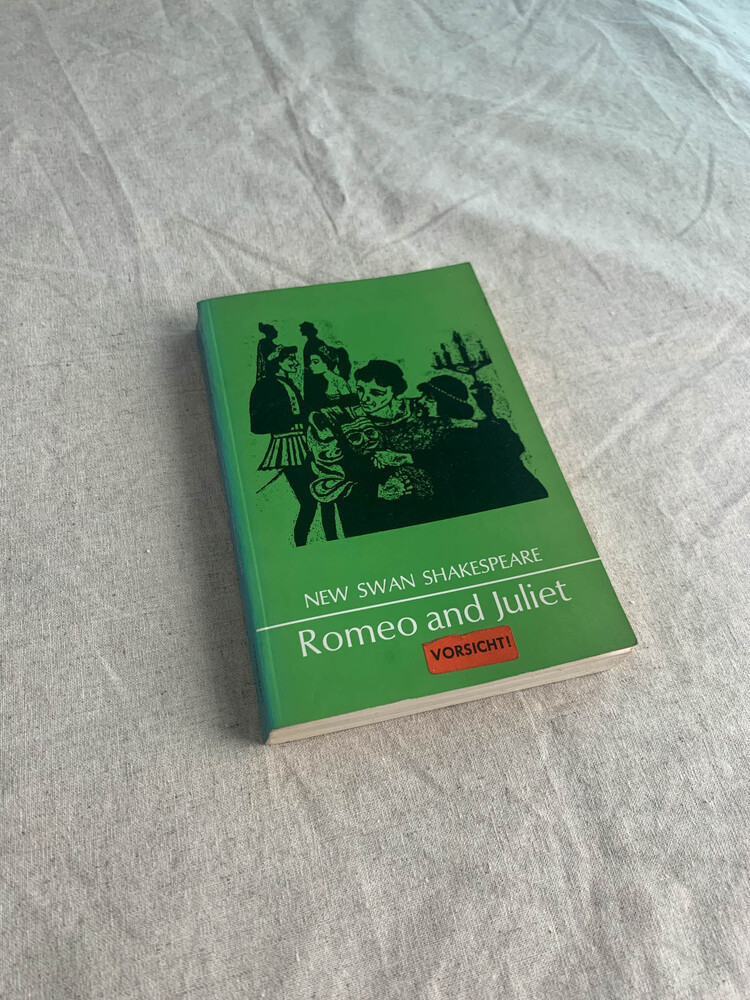 NEW SWAN SHAKESPEARE
Romeo and Juliet
VORSICHT!